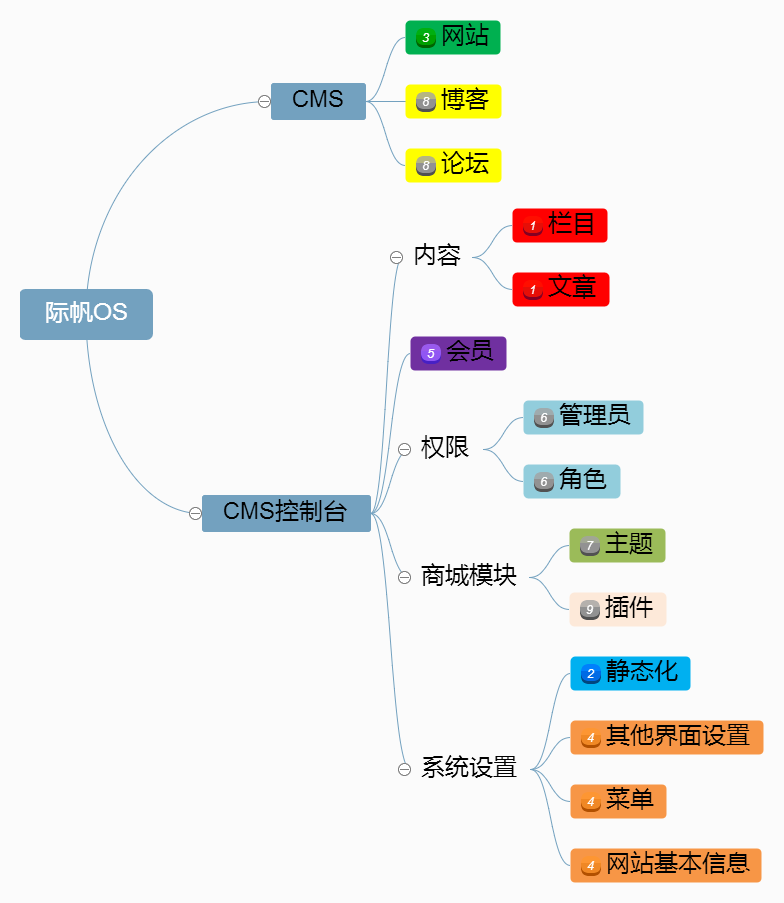 际帆OS
CMS
3 网站
8 博客
8 论坛
CMS控制台
内容
1 栏目
1 文章
5 会员
权限
6 管理员
6 角色
商城模块
7 主题
9 插件
系统设置
2 静态化
4 其他界面设置
4 菜单
4 网站基本信息